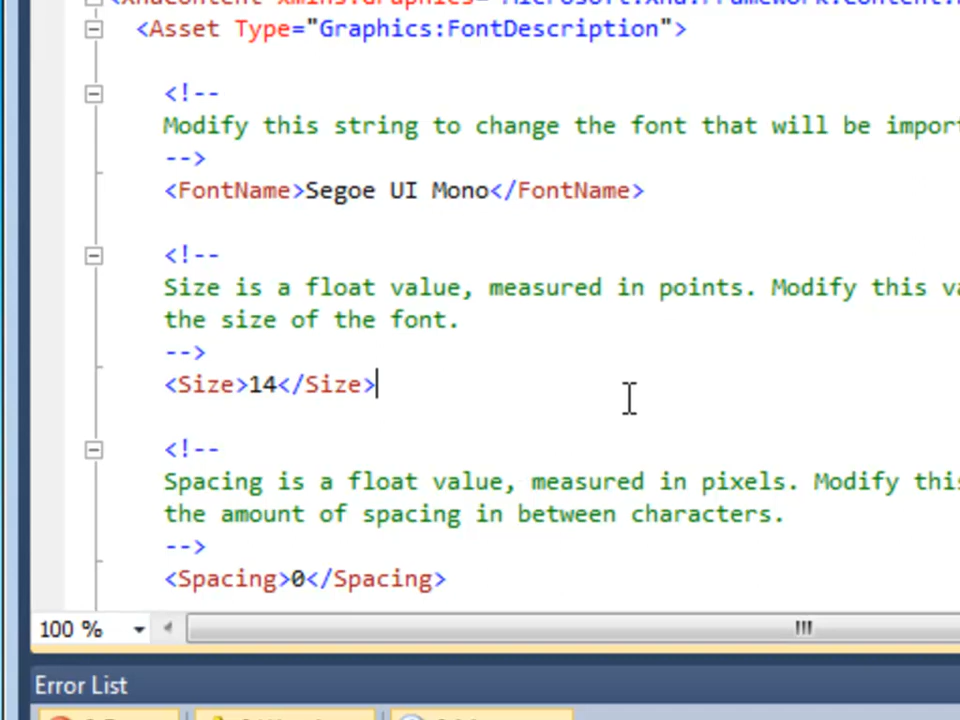 <Asset Type="Graphics:FontDescription">
<!--
Modify this string to change the font that will be
-->
<FontName>Segoe UI Mono</FontName>
<!--
Size is a float value, measured in points. Modify this
the size of the font.
-->
<Size>14</Size>
<!--
Spacing is a float value, measured in pixels. Modify this
the amount of spacing in between characters.
-->
<Spacing>0</Spacing>
100 %
Error List